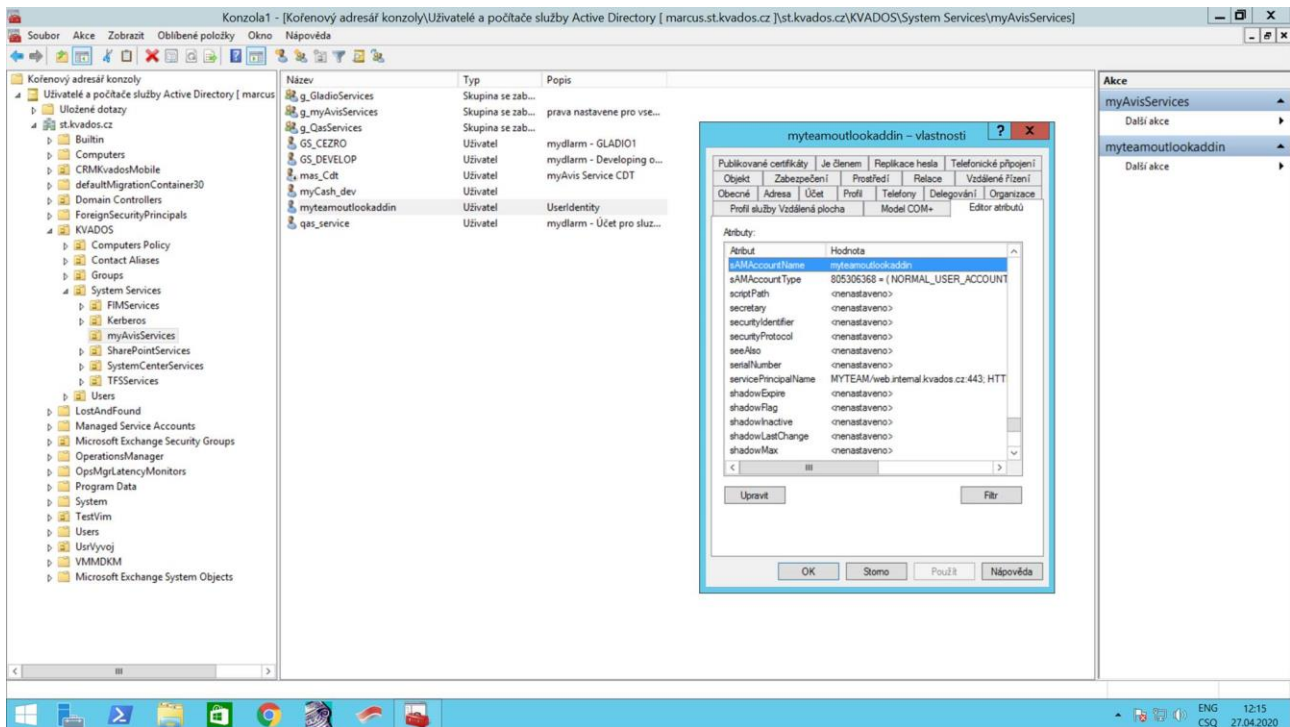 Konzola1 - [Kořenový adresář konzoly\Uživatelé a počítače služby Active Directory [ marcus.st.kvados.cz ]\st.kvados.cz\KVADOS\System Services\myAvisServices]
Soubor Akce Zobrazit Oblíbené položky Okno Nápověda
Kořenový adresář konzoly
Uživatelé a počítače služby Active Directory [ marcus
Uložené dotazy
st.kvados.cz
Builtin
Computers
CRMKvadosMobile
defaultMigrationContainer30
Domain Controllers
ForeignSecurityPrincipals
KVADOS
Computers Policy
Contact Aliases
Groups
System Services
FIMServices
Kerberos
myAvisServices
SharePointServices
SystemCenterServices
TFSServices
Users
LostAndFound
Managed Service Accounts
Microsoft Exchange Security Groups
OperationsManager
OpsMgrLatencyMonitors
Program Data
System
TestVim
Users
UsrVyvoj
VMMDKM
Microsoft Exchange System Objects
Název Typ Popis
g_GladioServices Skupina se zab...
g_myAvisServices Skupina se zab... prava nastavene pro vse...
g_QasServices Skupina se zab...
GS_CEZRO Uživatel mydlarm - GLADIO1
GS_DEVELOP Uživatel mydlarm - Developing o...
mas_Cdt Uživatel myAvis Service CDT
myCash_dev Uživatel
myteamoutlookaddin Uživatel UserIdentity
qas_service Uživatel mydlarm - Účet pro sluz...
myteamoutlookaddin – vlastnosti ? X
Publikované certifikáty Je členem Replikace hesla Telefonické připojení
Objekt Zabezpečení Prostředí Relace Vzdálené řízení
Obecné Adresa Účet Profil Telefony Delegování Organizace
Profil služby Vzdálená plocha Model COM+ Editor atributů
Atributy:
Atribut Hodnota
sAMAccountName myteamoutlookaddin
sAMAccountType 805306368 = ( NORMAL_USER_ACCOUNT
scriptPath <nenastaveno>
secretary <nenastaveno>
securityIdentifier <nenastaveno>
securityProtocol <nenastaveno>
seeAlso <nenastaveno>
serialNumber <nenastaveno>
servicePrincipalName MYTEAM/web.internal.kvados.cz:443; HTT
shadowExpire <nenastaveno>
shadowFlag <nenastaveno>
shadowInactive <nenastaveno>
shadowLastChange <nenastaveno>
shadowMax <nenastaveno>
Upravit Filtr
OK Storno Použít Nápověda
Akce
myAvisServices
Další akce
myteamoutlookaddin
Další akce
ENG 12:15
CSQ 27.04.2020